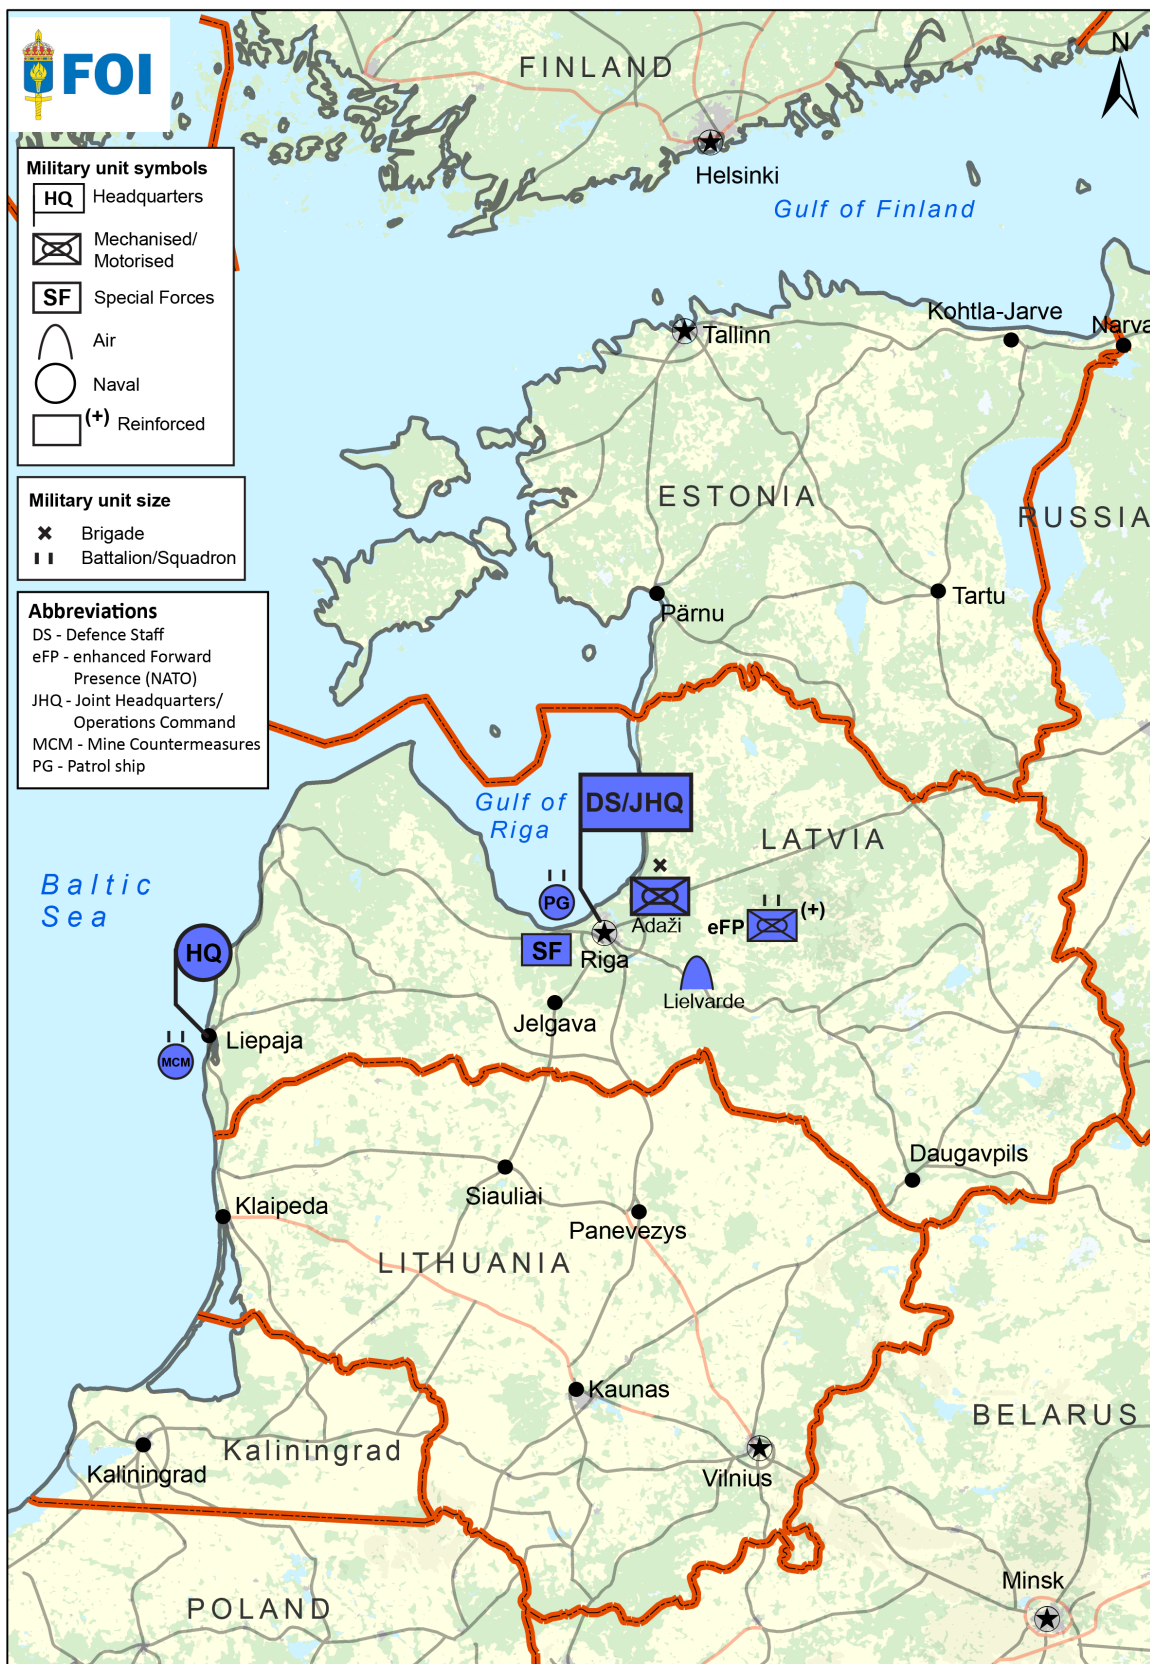 FOI
N
FINLAND
Helsinki
Gulf of Finland
Military unit symbols
HQ Headquarters
Mechanised/
Motorised
SF Special Forces
Air
Naval
(+) Reinforced
Military unit size
Brigade
Battalion/Squadron
Abbreviations
DS - Defence Staff
eFP - enhanced Forward
Presence (NATO)
JHQ - Joint Headquarters/
Operations Command
MCM - Mine Countermeasures
PG - Patrol ship
Kohtla-Jarve
Narva
Tallinn
ESTONIA
RUSSIA
Tartu
Pärnu
Gulf of
Riga
DS/JHQ
LATVIA
Baltic
Sea
PG
Adaži
eFP
(+)
HQ
SF
Riga
Lielvarde
Jelgava
Liepaja
MCM
Daugavpils
Siauliai
Klaipeda
Panevezys
LITHUANIA
Kaunas
BELARUS
Kaliningrad
Kaliningrad
Vilnius
Minsk
POLAND